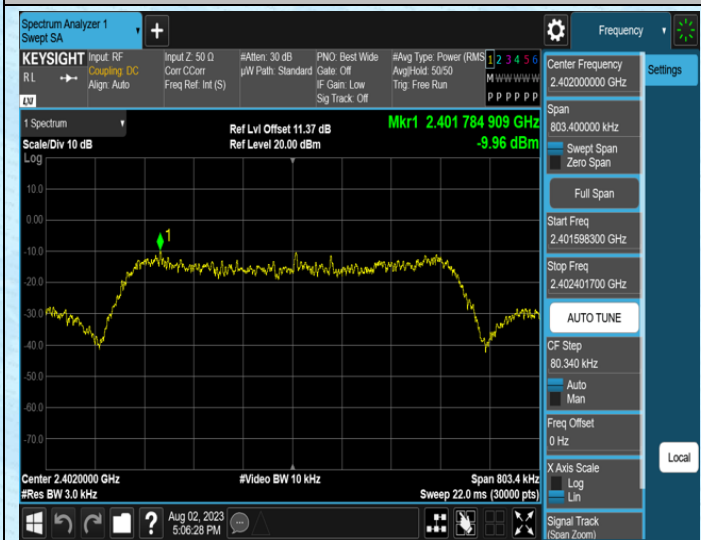 Spectrum Analyzer 1
Swept SA
+
Frequency
KEYSIGHT
RL
LXI
Input: RF
Coupling: DC
Align: Auto
Input Z: 50 Ω
Corr CCorr
Freq Ref: Int (S)
#Atten: 30 dB
µW Path: Standard
PNO: Best Wide
Gate: Off
IF Gain: Low
Sig Track: Off
#Avg Type: Power (RMS
Avg|Hold: 50/50
Trig: Free Run
1 2 3 4 5 6
M W W W W W
P P P P P P
1 Spectrum
Scale/Div 10 dB
Log
Ref Lvl Offset 11.37 dB
Ref Level 20.00 dBm
Mkr1 2.401 784 909 GHz
-9.96 dBm
10.0
0.00
-10.0
-20.0
-30.0
-40.0
-50.0
-60.0
-70.0
1
Center 2.4020000 GHz
#Res BW 3.0 kHz
#Video BW 10 kHz
Span 803.4 kHz
Sweep 22.0 ms (30000 pts)
Aug 02, 2023
5:06:28 PM
?
Center Frequency
2.402000000 GHz
Settings
Span
803.400000 kHz
Swept Span
Zero Span
Full Span
Start Freq
2.401598300 GHz
Stop Freq
2.402401700 GHz
AUTO TUNE
CF Step
80.340 kHz
Auto
Man
Freq Offset
0 Hz
X Axis Scale
Log
Lin
Local
Signal Track
(Span Zoom)